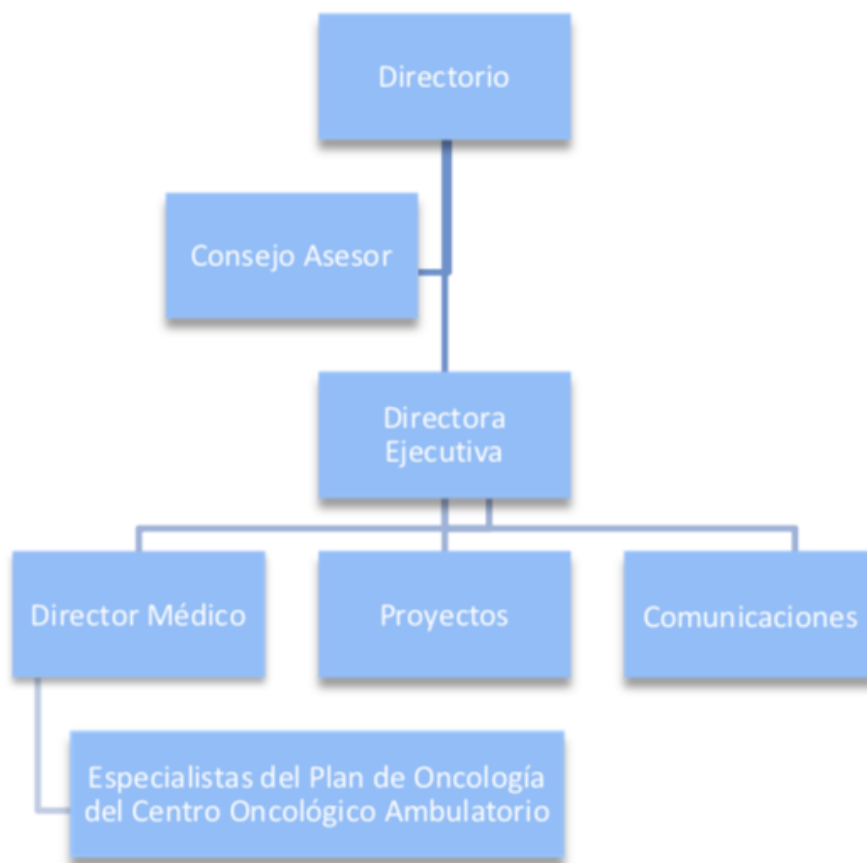 Directorio
Consejo Asesor
Directora
Ejecutiva
Director Médico
Proyectos
Comunicaciones
Especialistas del Plan de Oncología
del Centro Oncológico Ambulatorio